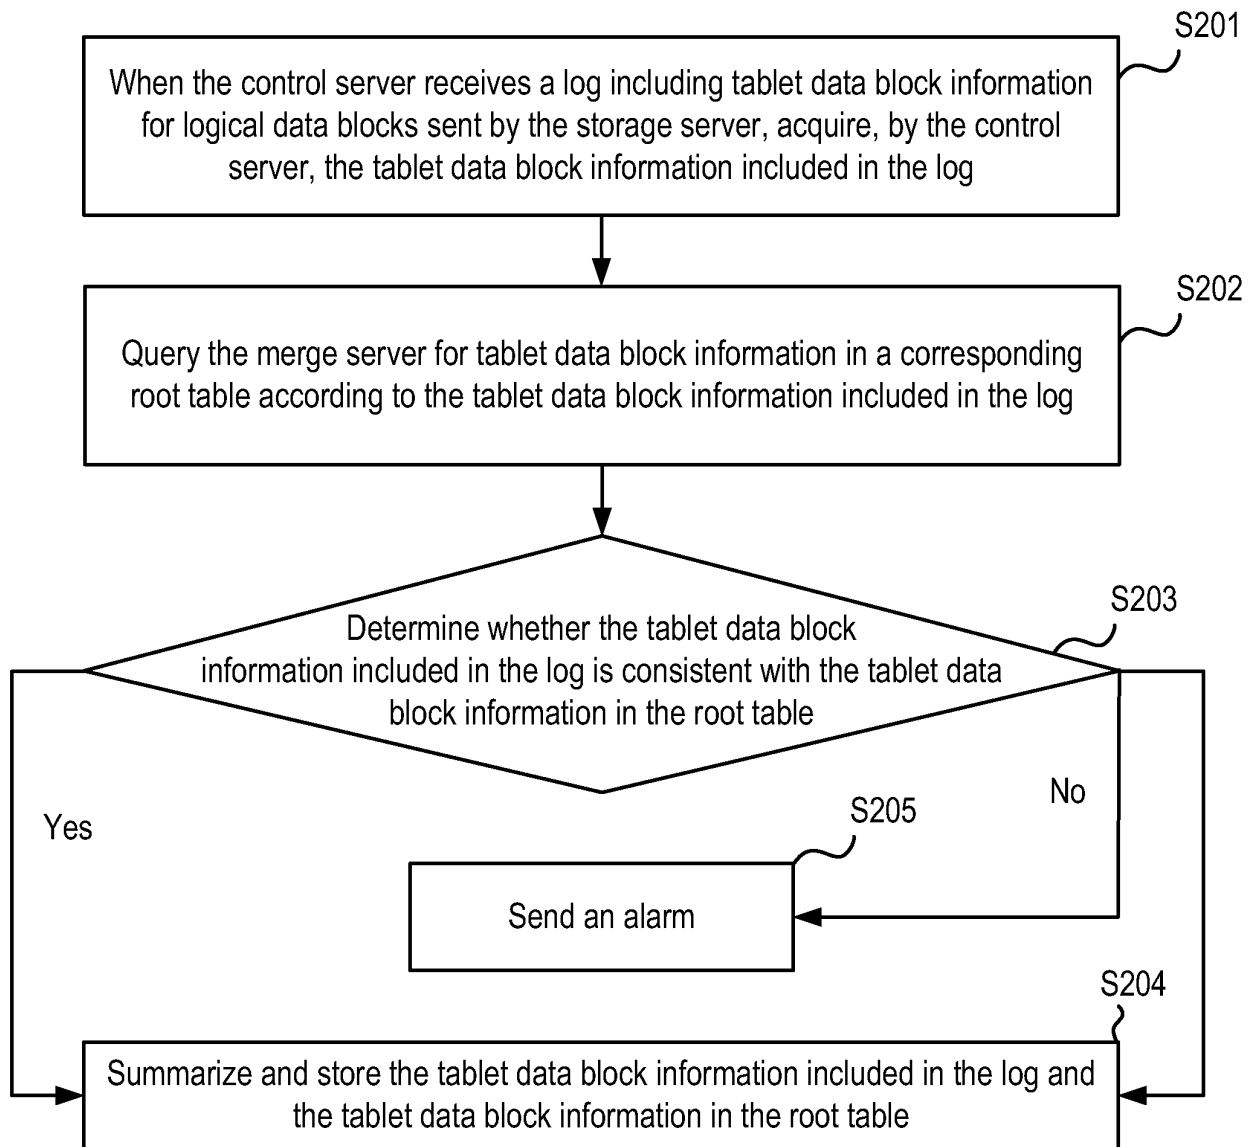 S201
When the control server receives a log including tablet data block information
for logical data blocks sent by the storage server, acquire, by the control
server, the tablet data block information included in the log
S202
Query the merge server for tablet data block information in a corresponding
root table according to the tablet data block information included in the log
S203
Determine whether the tablet data block
information included in the log is consistent with the tablet data
block information in the root table
Yes
No
S205
Send an alarm
S204
Summarize and store the tablet data block information included in the log and
the tablet data block information in the root table